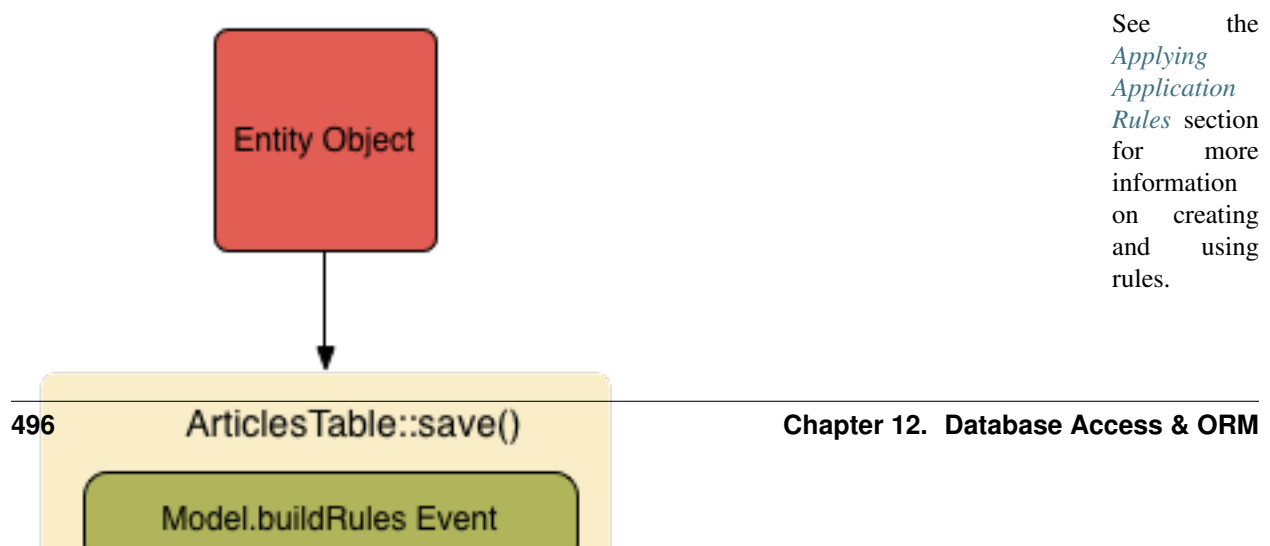 Entity Object
See the
Applying
Application
Rules section
for more
information
on creating
and using
rules.
496
ArticlesTable::save()
Chapter 12. Database Access & ORM
Model.buildRules Event